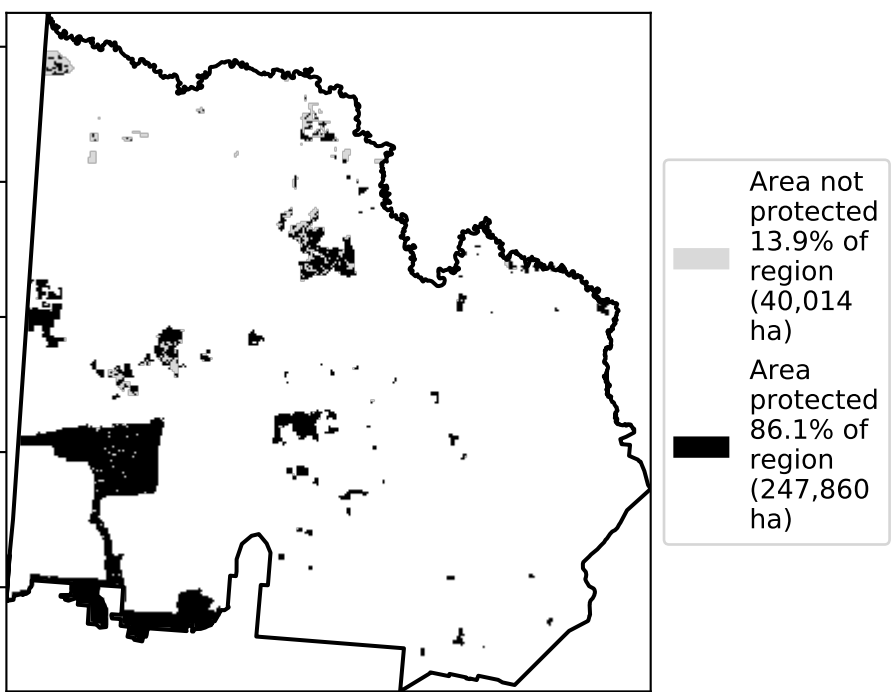 Area not
protected
13.9% of
region
(40,014
ha)
Area
protected
86.1% of
region
(247,860
ha)